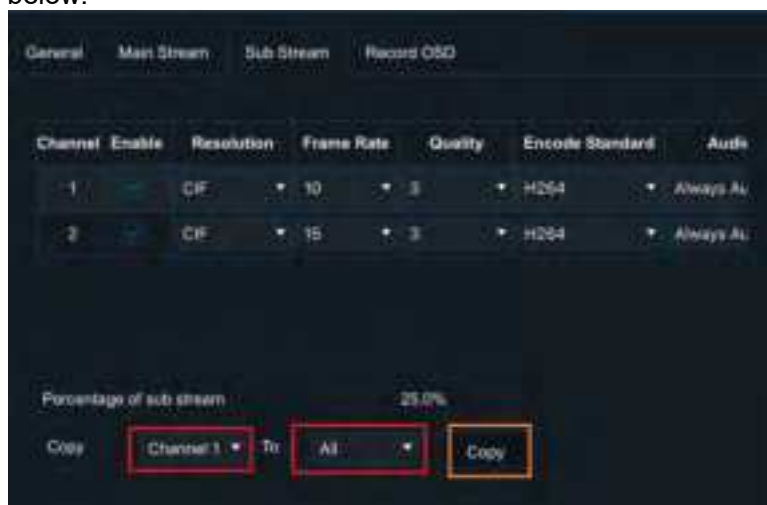 below.
General Main Stream Sub Stream Record OSD
Channel Enable Resolution Frame Rate Quality Encode Standard Audi
1 CIF 10 3 H264 Always Au
2 CIF 15 3 H264 Always Au
Percentage of sub stream 25.0%
Copy Channel 1 To All Copy